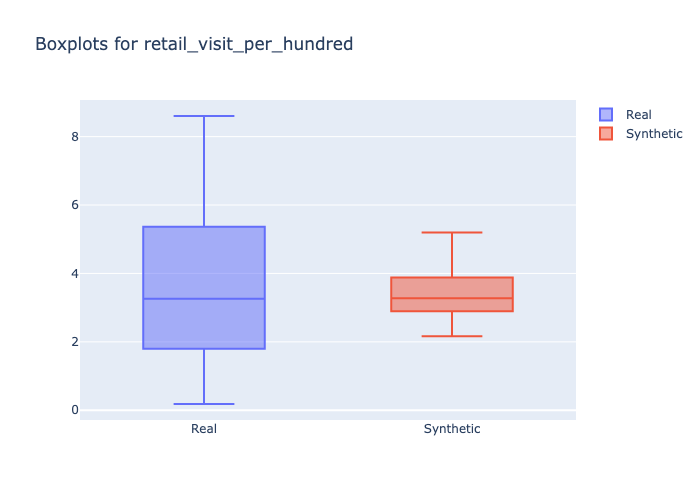 Boxplots for retail_visit_per_hundred
Real
Synthetic
8
6
4
2
0
Real
Synthetic